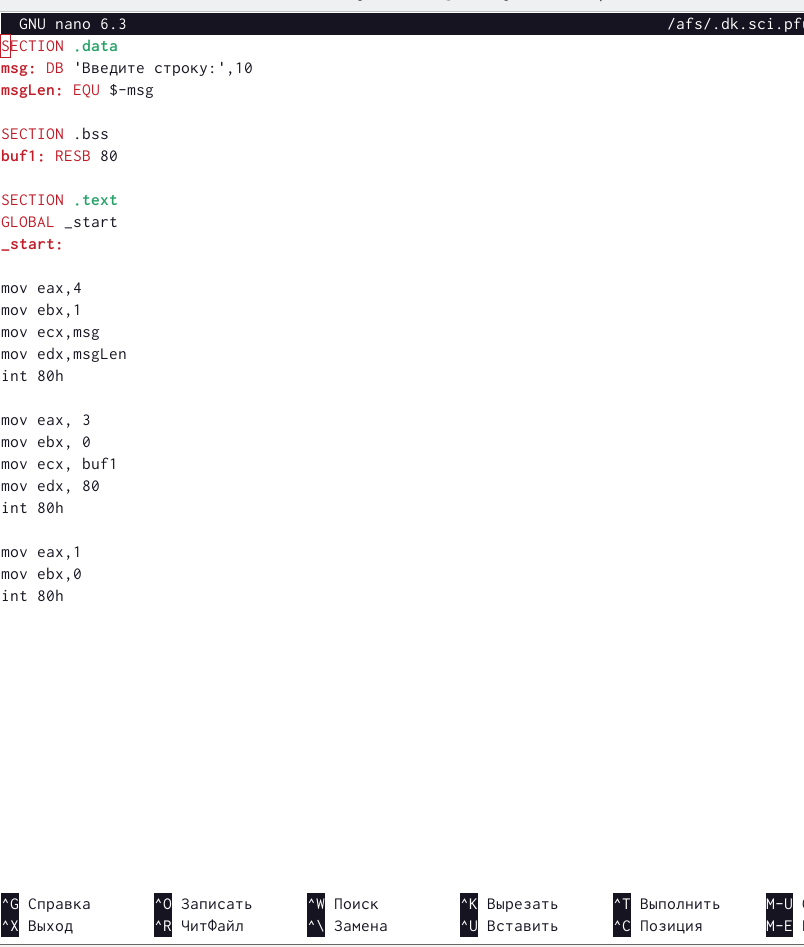 GNU nano 6.3 /afs/.dk.sci.pfu
SECTION .data
msg: DB 'Введите строку:',10
msgLen: EQU $-msg
SECTION .bss
buf1: RESB 80
SECTION .text
GLOBAL _start
_start:
mov eax,4
mov ebx,1
mov ecx,msg
mov edx,msgLen
int 80h
mov eax, 3
mov ebx, 0
mov ecx, buf1
mov edx, 80
int 80h
mov eax,1
mov ebx,0
int 80h
^G Справка ^O Записать ^W Поиск ^K Вырезать ^T Выполнить M-U
^X Выход ^R ЧитФайл ^\ Замена ^U Вставить ^C Позиция M-E